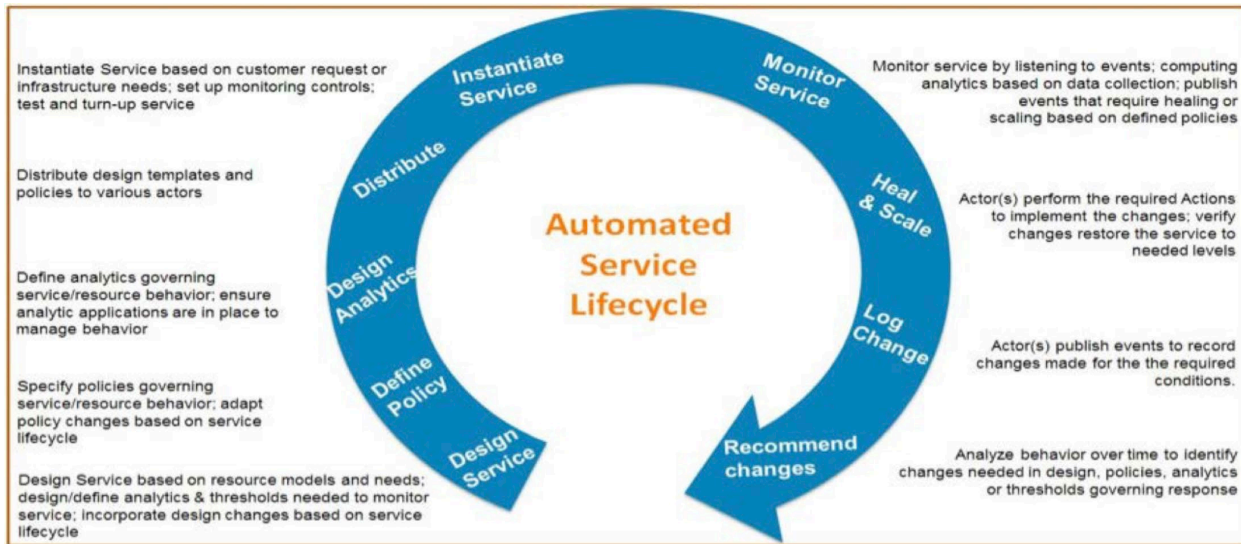 Instantiate Service based on customer request or
infrastructure needs; set up monitoring controls;
test and turn-up service
Distribute design templates and
policies to various actors
Define analytics governing
service/resource behavior; ensure
analytic applications are in place to
manage behavior
Specify policies governing
service/resource behavior; adapt
policy changes based on service
lifecycle
Design Service based on resource models and needs;
design/define analytics & thresholds needed to monitor
service; incorporate design changes based on service
lifecycle
Design
Service
Define
Policy
Design
Analytics
Distribute
Instantiate
Service
Automated
Service
Lifecycle
Monitor
Service
Heal
& Scale
Log
Change
Recommend
changes
Monitor service by listening to events; computing
analytics based on data collection; publish
events that require healing or
scaling based on defined policies
Actor(s) perform the required Actions
to implement the changes; verify
changes restore the service to
needed levels
Actor(s) publish events to record
changes made for the the required
conditions.
Analyze behavior over time to identify
changes needed in design, policies, analytics
or thresholds governing response